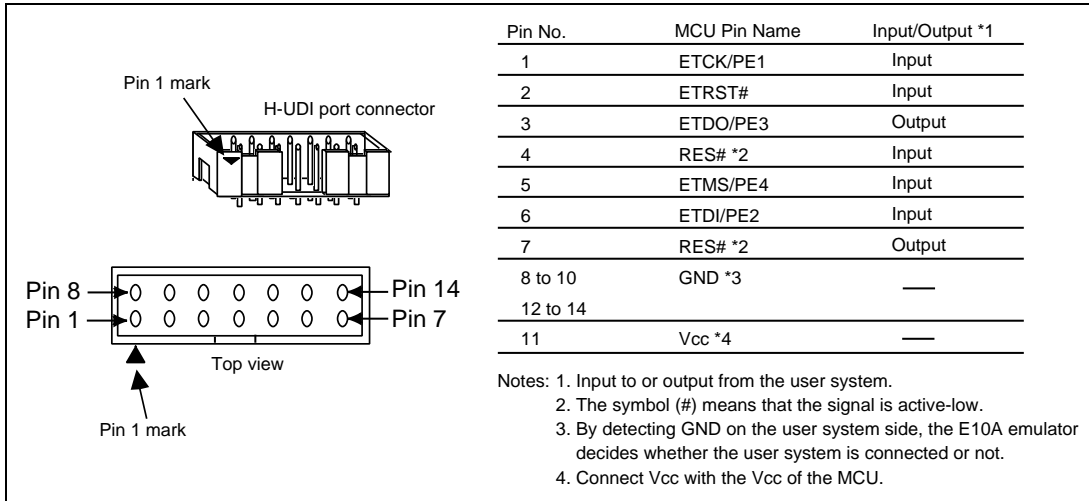 Pin 1 mark
H-UDI port connector
Pin 8
Pin 14
Pin 1
Pin 7
Top view
Pin 1 mark
Pin No. MCU Pin Name Input/Output *1
1 ETCK/PE1 Input
2 ETRST# Input
3 ETDO/PE3 Output
4 RES# *2 Input
5 ETMS/PE4 Input
6 ETDI/PE2 Input
7 RES# *2 Output
8 to 10 GND *3 —
12 to 14
11 Vcc *4 —
Notes: 1. Input to or output from the user system.
2. The symbol (#) means that the signal is active-low.
3. By detecting GND on the user system side, the E10A emulator
decides whether the user system is connected or not.
4. Connect Vcc with the Vcc of the MCU.